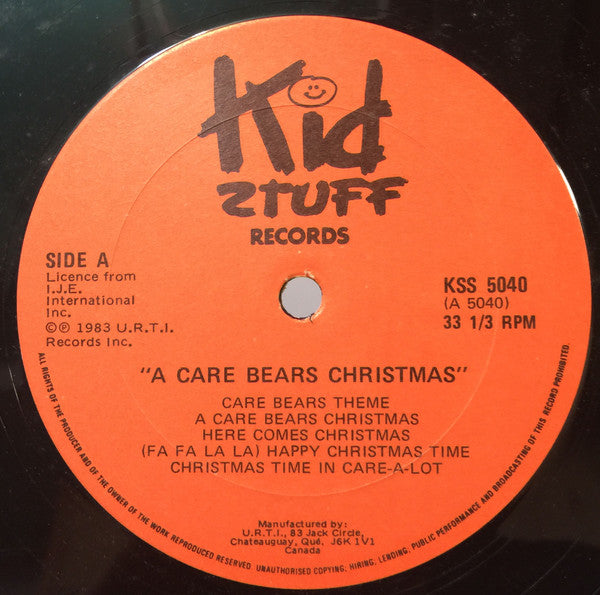 Kid
Stuff
RECORDS
SIDE A
Licence from
I.J.E.
International
Inc.
©℗ 1983 U.R.T.I.
Records Inc.
KSS 5040
(A 5040)
33 1/3 RPM
"A CARE BEARS CHRISTMAS"
CARE BEARS THEME
A CARE BEARS CHRISTMAS
HERE COMES CHRISTMAS
(FA FA LA LA) HAPPY CHRISTMAS TIME
CHRISTMAS TIME IN CARE-A-LOT
Manufactured by:
U.R.T.I., 83 Jack Circle,
Chateauguay, Qué. J6K 1V1
Canada
ALL RIGHTS OF THE PRODUCER AND OF THE OWNER OF THE WORK REPRODUCED RESERVED. UNAUTHORISED COPYING; HIRING; LENDING; PUBLIC PERFORMANCE AND BROADCASTING OF THIS RECORD PROHIBITED.